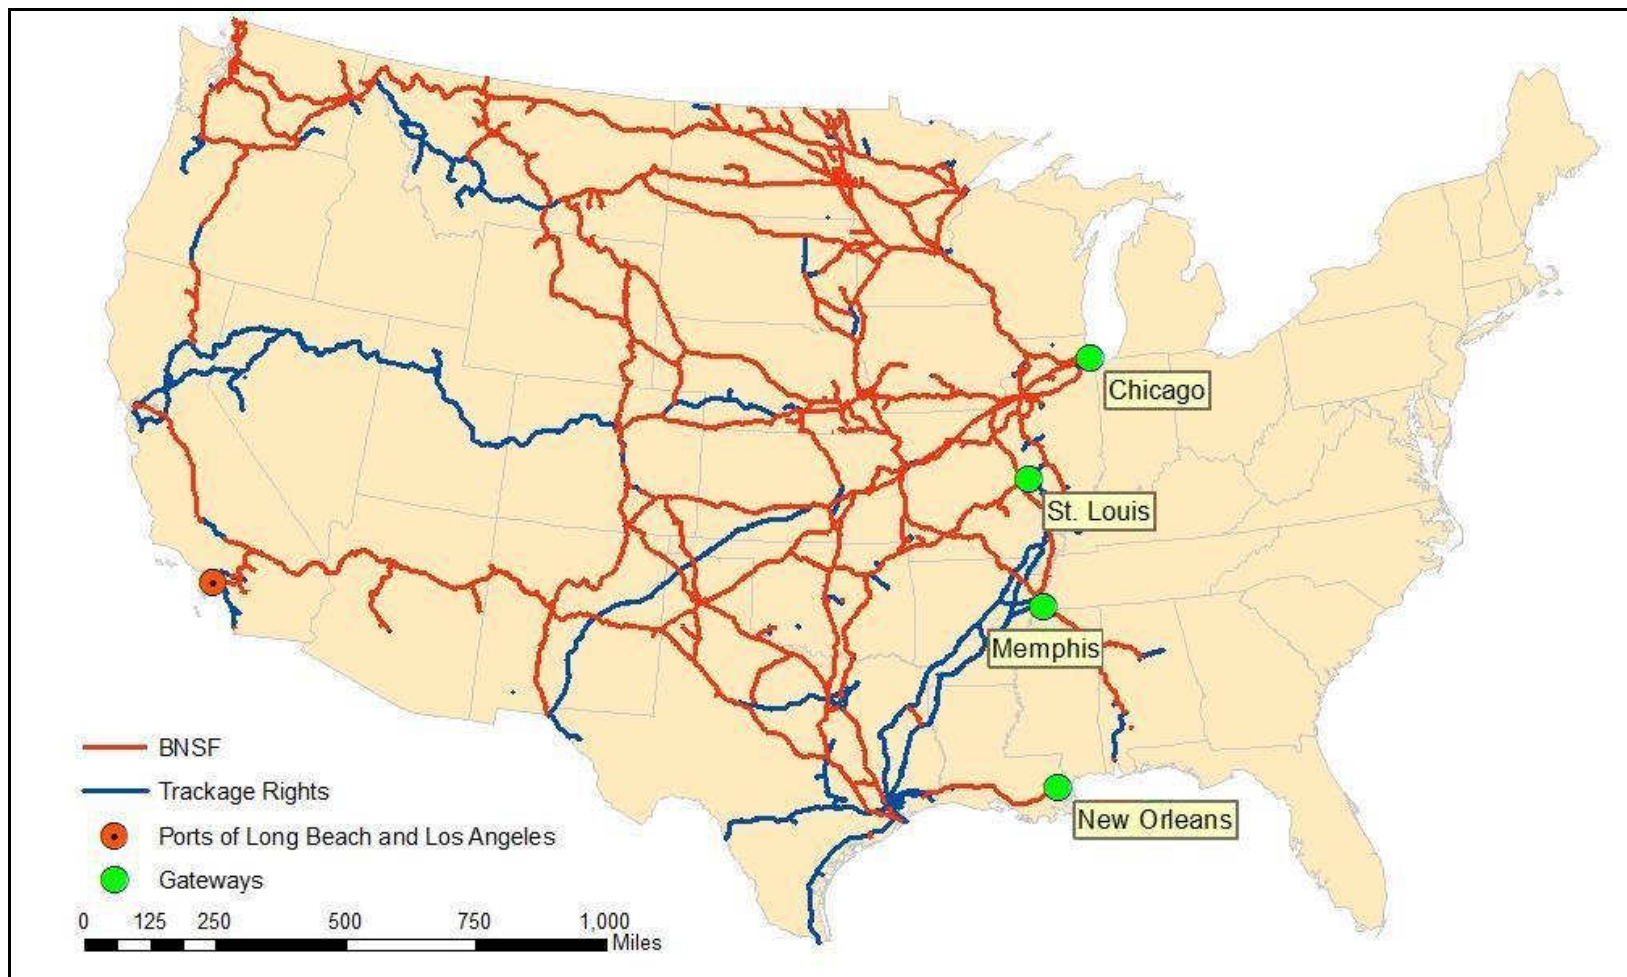 Chicago
St. Louis
Memphis
New Orleans
BNSF
Trackage Rights
Ports of Long Beach and Los Angeles
Gateways
0 125 250 500 750 1,000
Miles